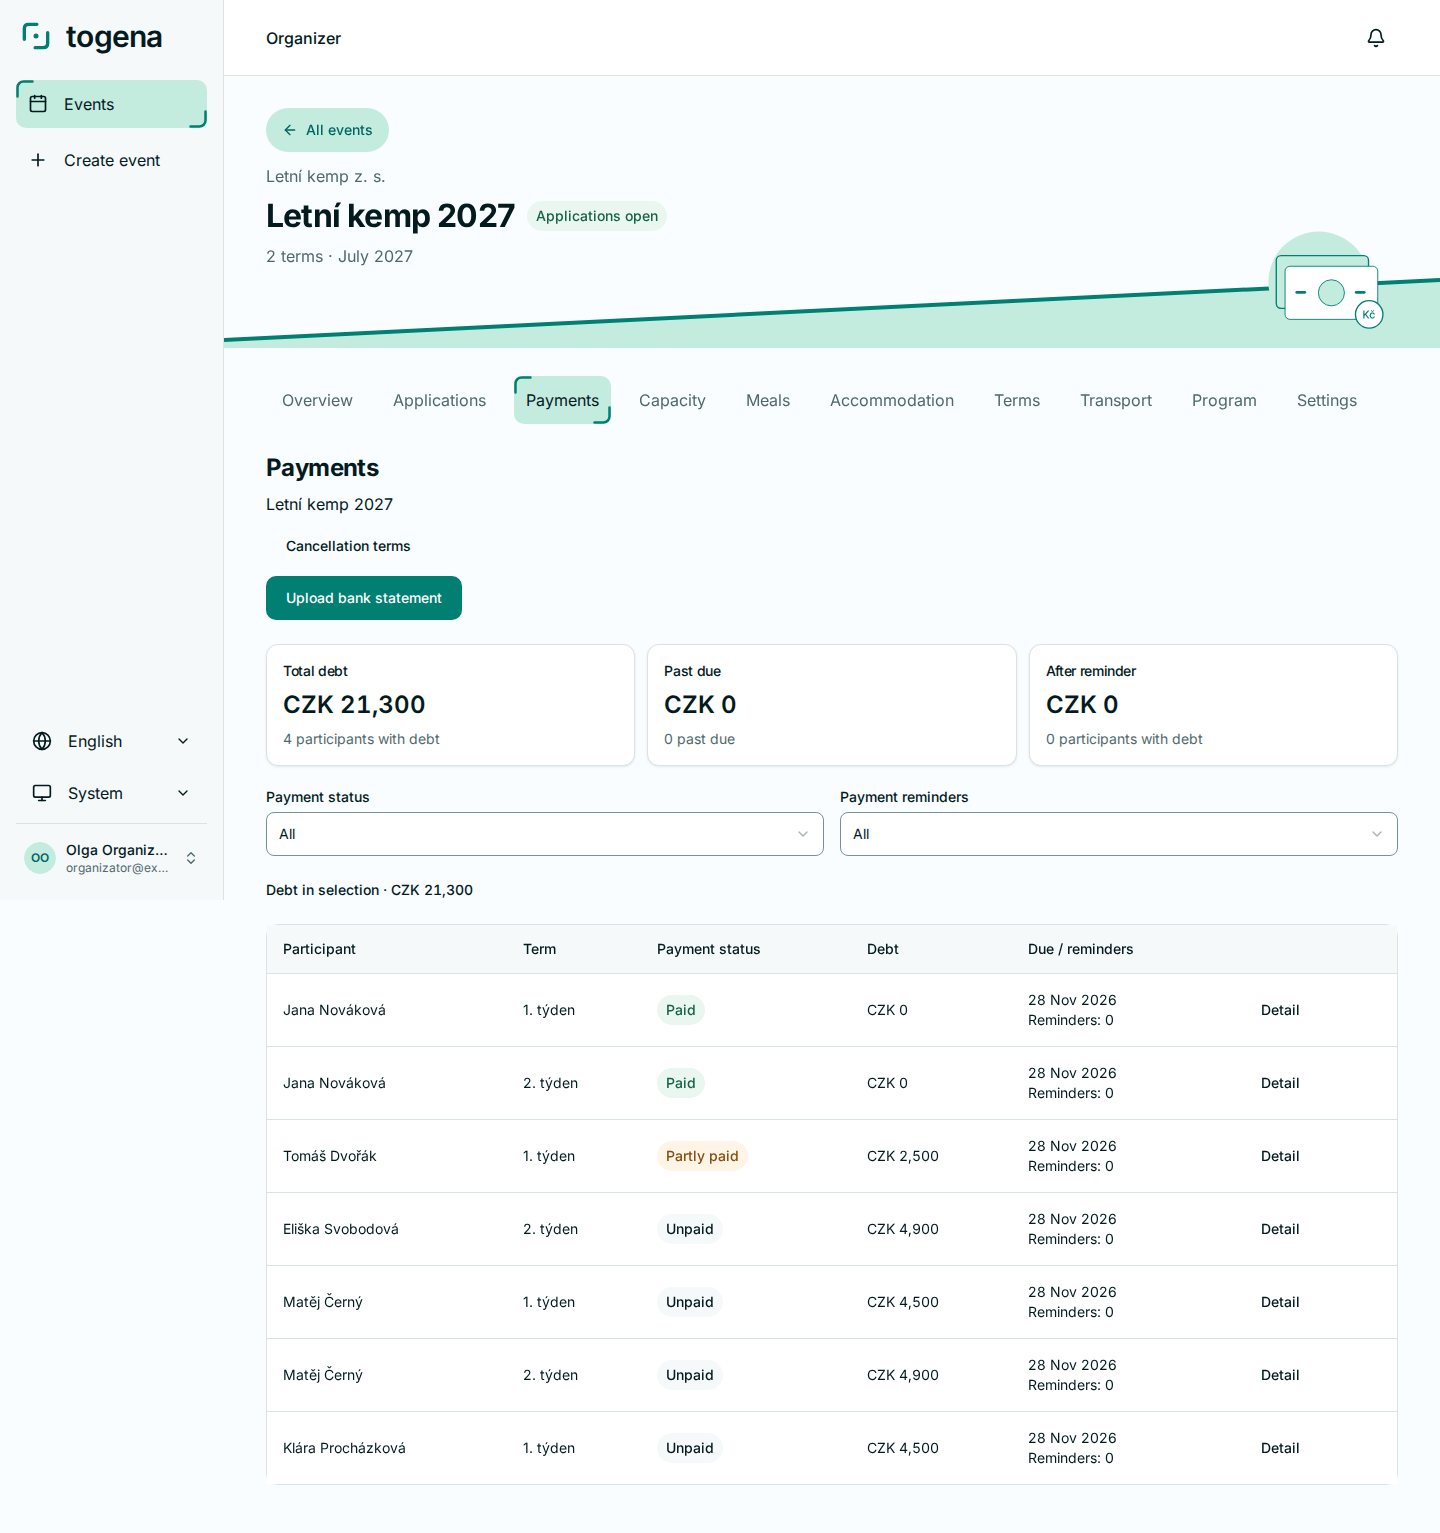 togena
Organizer
Events
Create event
All events
Letní kemp z. s.
Letní kemp 2027 Applications open
2 terms · July 2027
Kč
Overview Applications Payments Capacity Meals Accommodation Terms Transport Program Settings
Payments
Letní kemp 2027
Cancellation terms
Upload bank statement
Total debt
CZK 21,300
4 participants with debt
Past due
CZK 0
0 past due
After reminder
CZK 0
0 participants with debt
English
System
OO
Olga Organiz...
organizator@ex...
Payment status
All
Payment reminders
All
Debt in selection · CZK 21,300
Participant Term Payment status Debt Due / reminders
Jana Nováková 1. týden Paid CZK 0 28 Nov 2026 Detail
Reminders: 0
Jana Nováková 2. týden Paid CZK 0 28 Nov 2026 Detail
Reminders: 0
Tomáš Dvořák 1. týden Partly paid CZK 2,500 28 Nov 2026 Detail
Reminders: 0
Eliška Svobodová 2. týden Unpaid CZK 4,900 28 Nov 2026 Detail
Reminders: 0
Matěj Černý 1. týden Unpaid CZK 4,500 28 Nov 2026 Detail
Reminders: 0
Matěj Černý 2. týden Unpaid CZK 4,900 28 Nov 2026 Detail
Reminders: 0
Klára Procházková 1. týden Unpaid CZK 4,500 28 Nov 2026 Detail
Reminders: 0